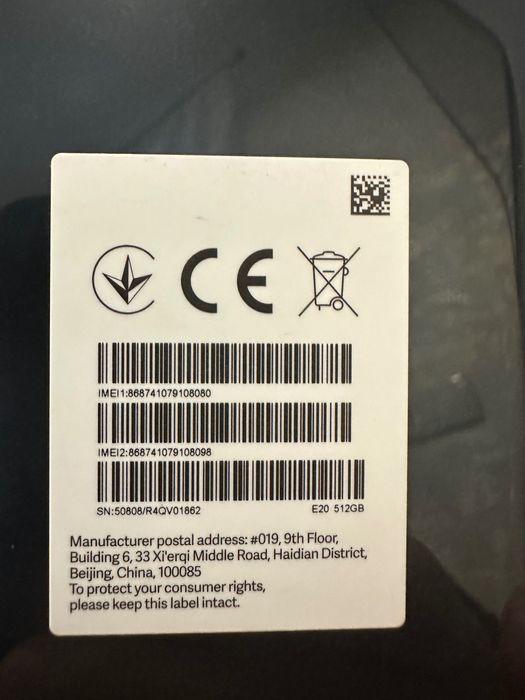 CE
IMEI1:868741079108080
IMEI2:868741079108098
SN:50808/R4QV01862 E20 512GB
Manufacturer postal address: #019, 9th Floor,
Building 6, 33 Xi'erqi Middle Road, Haidian District,
Beijing, China, 100085
To protect your consumer rights,
please keep this label intact.